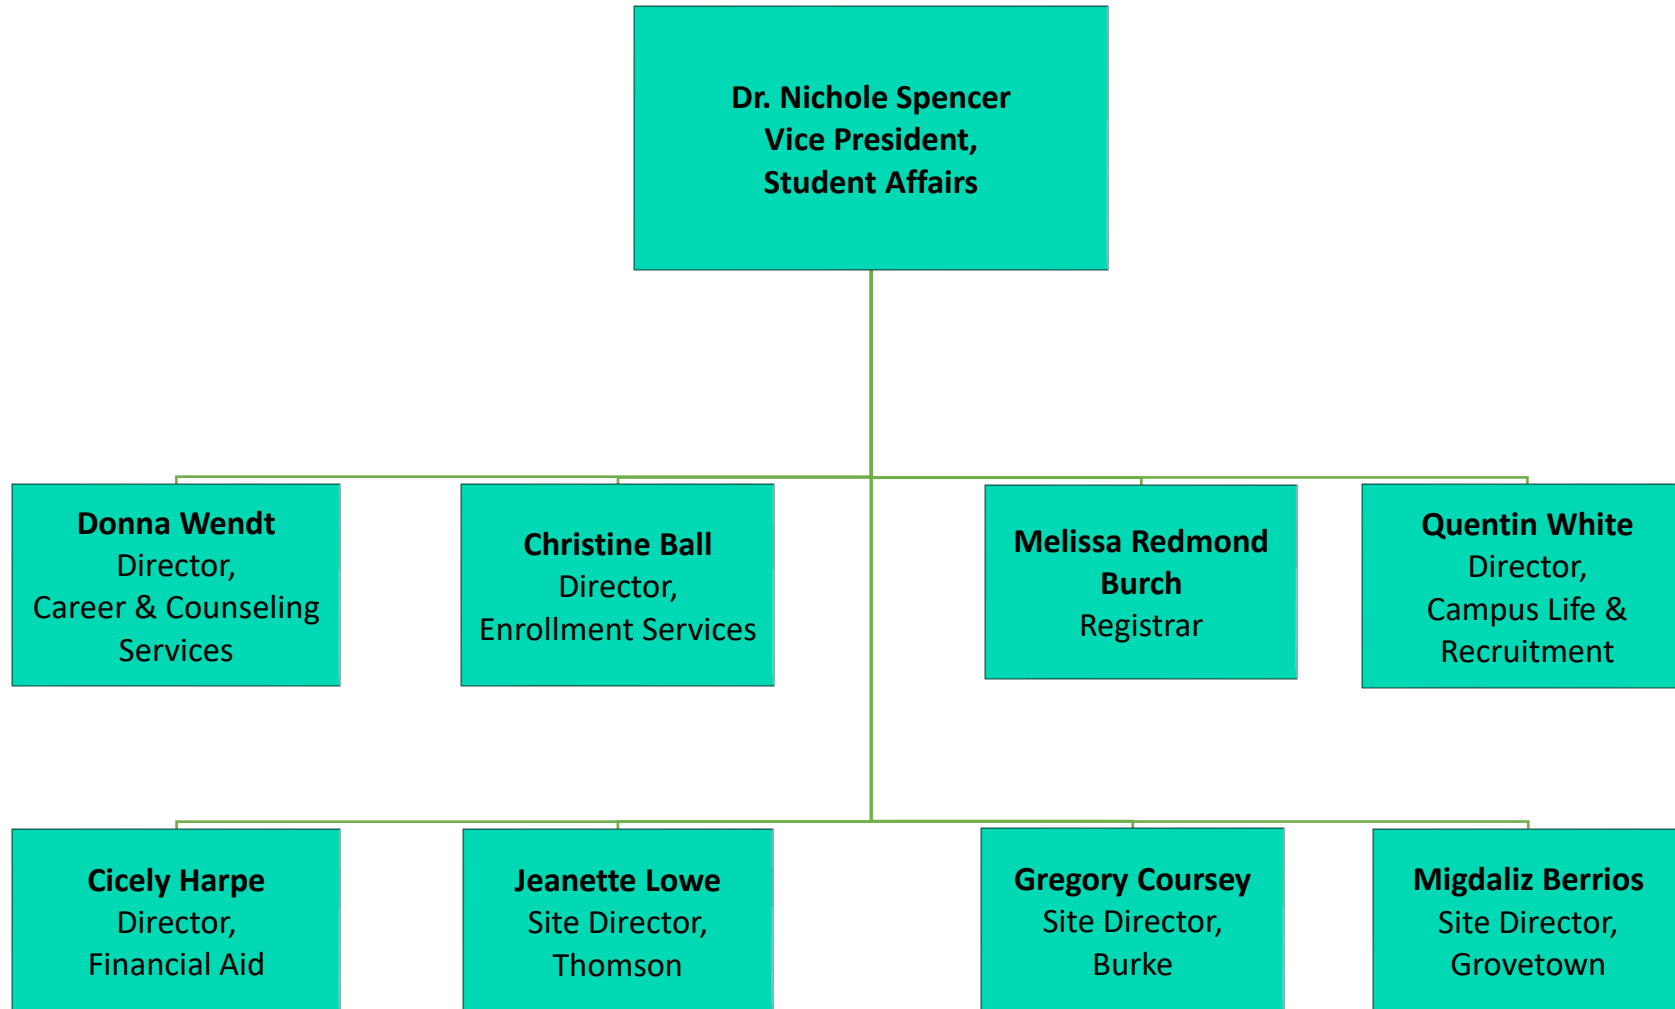 Dr. Nichole Spencer
Vice President,
Student Affairs
Donna Wendt
Director,
Career & Counseling
Services
Christine Ball
Director,
Enrollment Services
Melissa Redmond
Burch
Registrar
Quentin White
Director,
Campus Life &
Recruitment
Cicely Harpe
Director,
Financial Aid
Jeanette Lowe
Site Director,
Thomson
Gregory Coursey
Site Director,
Burke
Migdaliz Berrios
Site Director,
Grovetown